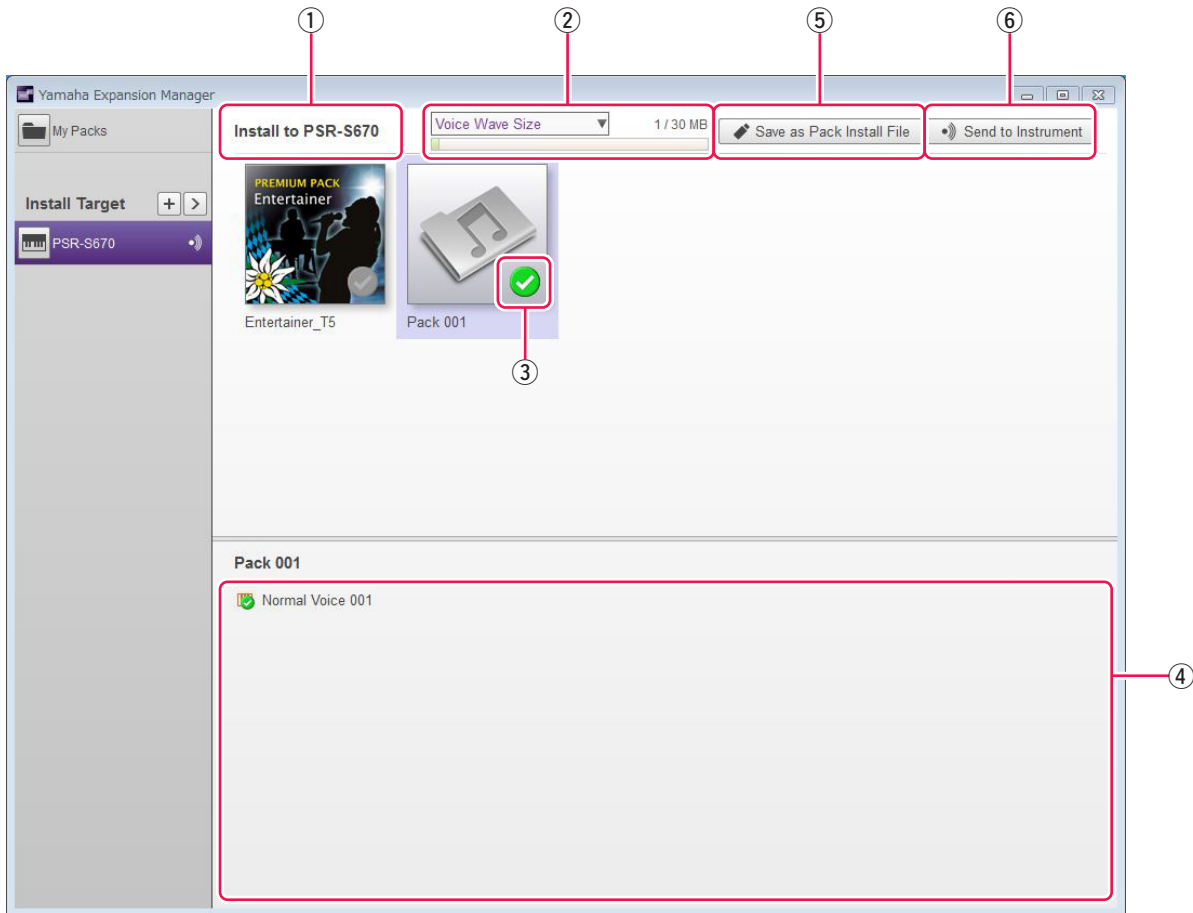 ① ② ⑤ ⑥
Yamaha Expansion Manager
My Packs
Install to PSR-S670
Voice Wave Size
1 / 30 MB
Save as Pack Install File
Send to Instrument
Install Target
PSR-S670
PREMIUM PACK
Entertainer
Entertainer_T5
Pack 001
③
Pack 001
Normal Voice 001
④